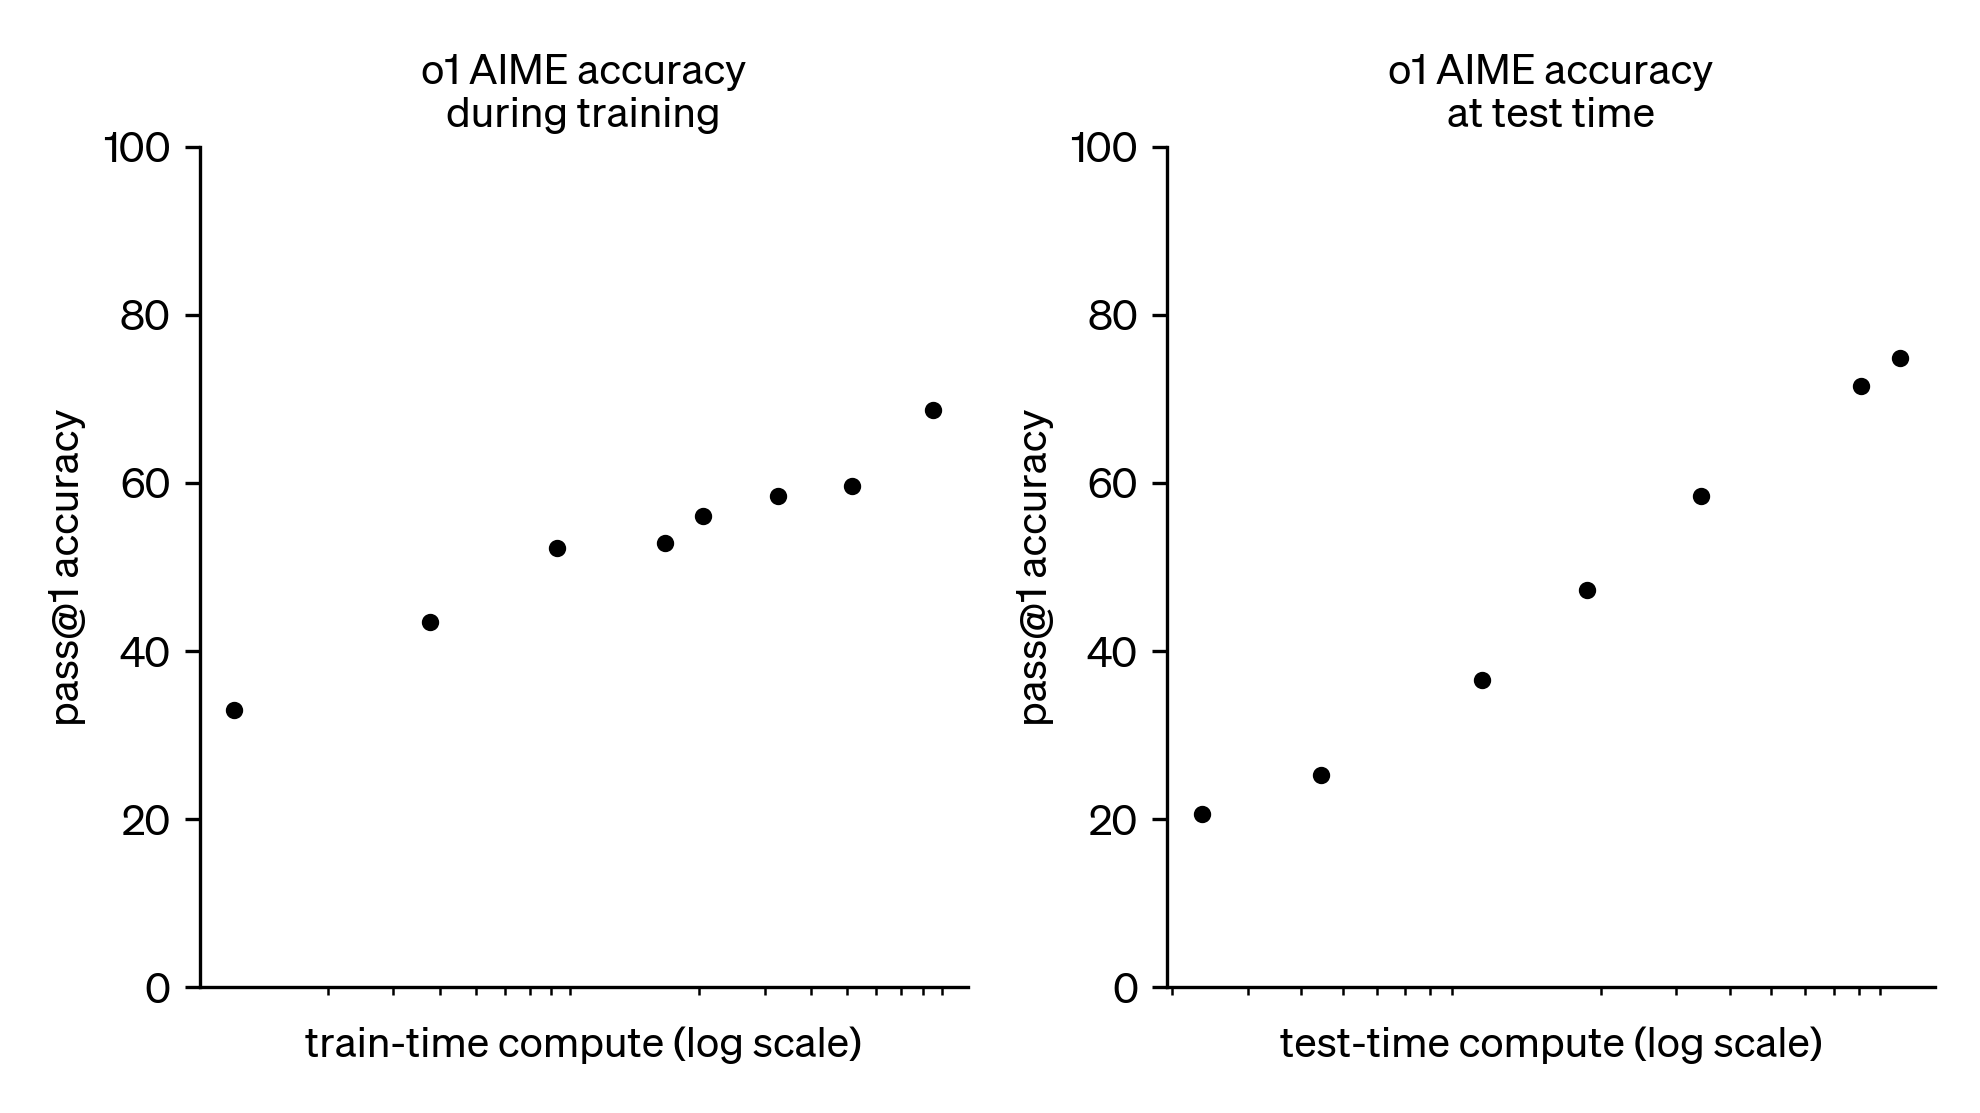 o1 AIME accuracy
during training
100
80
60
40
20
0
pass@1 accuracy
train-time compute (log scale)
o1 AIME accuracy
at test time
100
80
60
40
20
0
pass@1 accuracy
test-time compute (log scale)